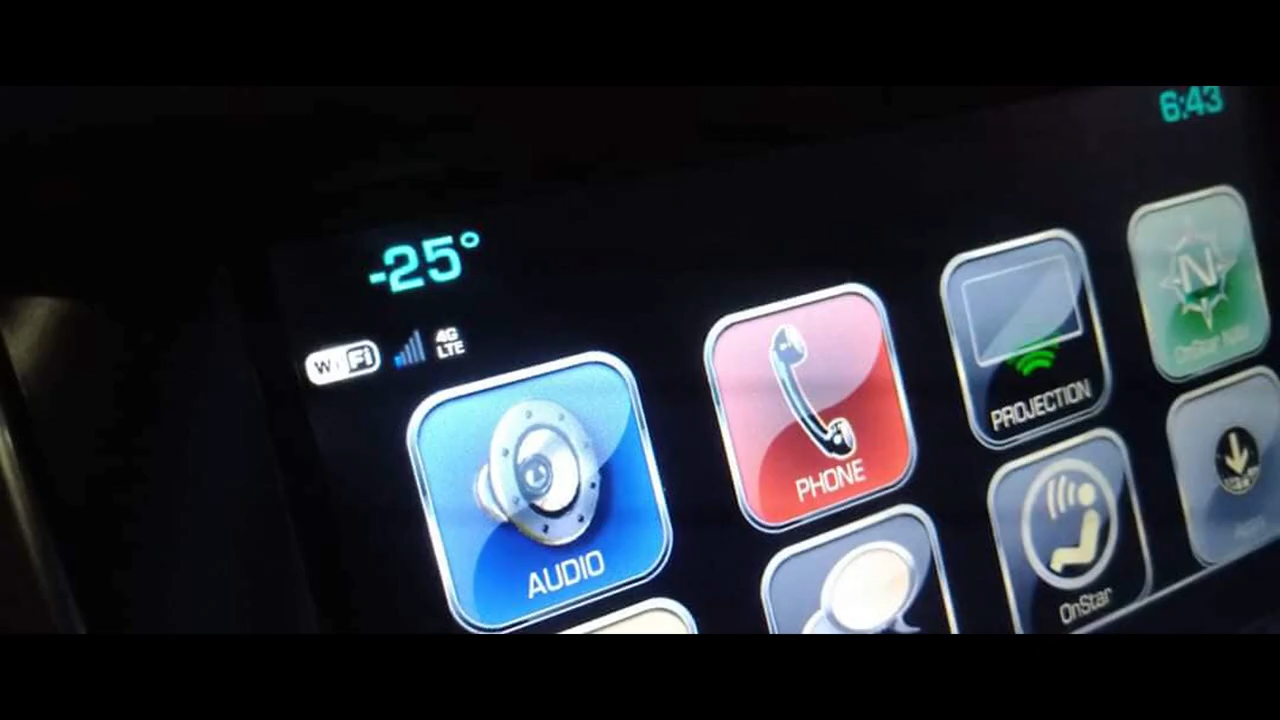 6:43
-25°
WiFi
4G
LTE
AUDIO
PHONE
PROJECTION
N
OnStar